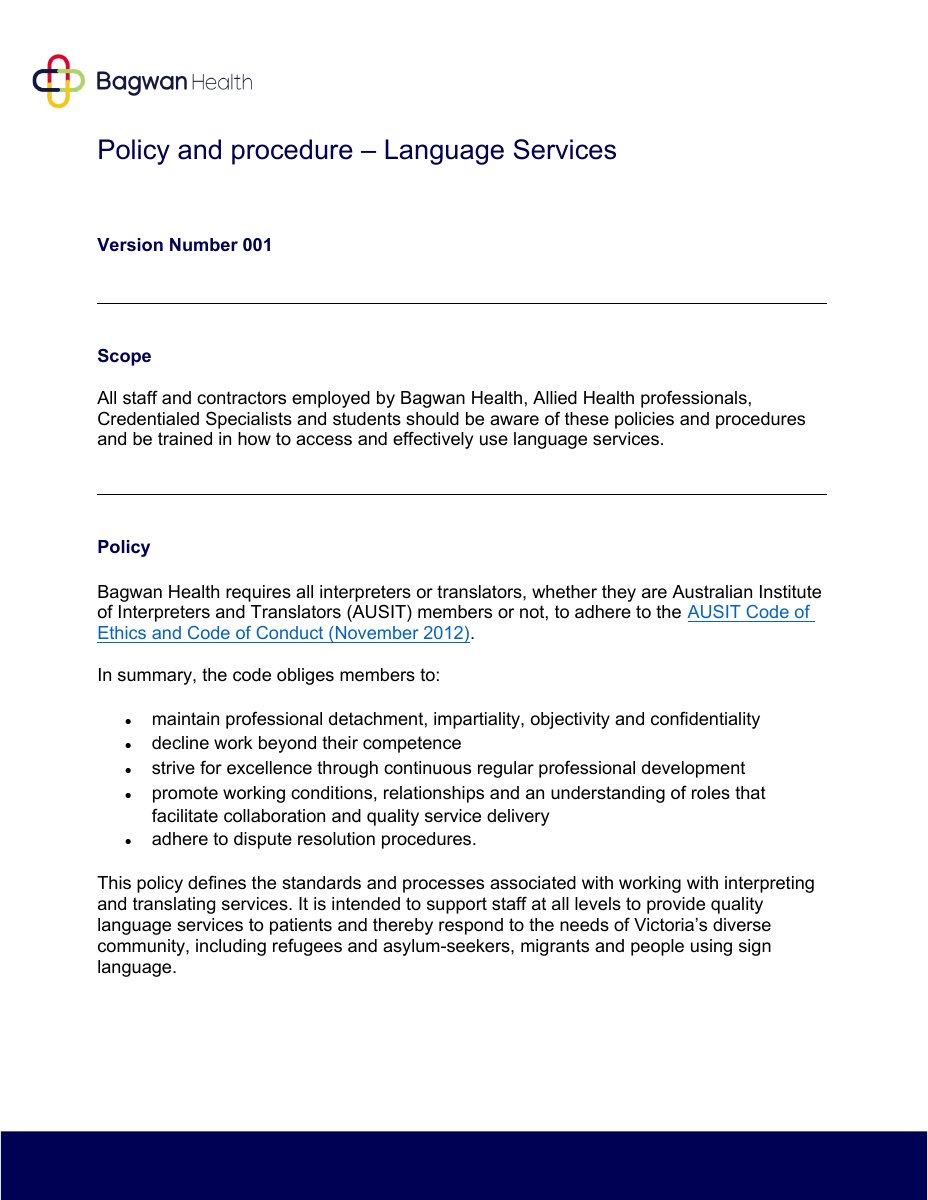 Bagwan Health
Policy and procedure – Language Services
Version Number 001
Scope
All staff and contractors employed by Bagwan Health, Allied Health professionals,
Credentialed Specialists and students should be aware of these policies and procedures
and be trained in how to access and effectively use language services.
Policy
Bagwan Health requires all interpreters or translators, whether they are Australian Institute
of Interpreters and Translators (AUSIT) members or not, to adhere to the AUSIT Code of
Ethics and Code of Conduct (November 2012).
In summary, the code obliges members to:
• maintain professional detachment, impartiality, objectivity and confidentiality
• decline work beyond their competence
• strive for excellence through continuous regular professional development
• promote working conditions, relationships and an understanding of roles that
facilitate collaboration and quality service delivery
• adhere to dispute resolution procedures.
This policy defines the standards and processes associated with working with interpreting
and translating services. It is intended to support staff at all levels to provide quality
language services to patients and thereby respond to the needs of Victoria’s diverse
community, including refugees and asylum-seekers, migrants and people using sign
language.